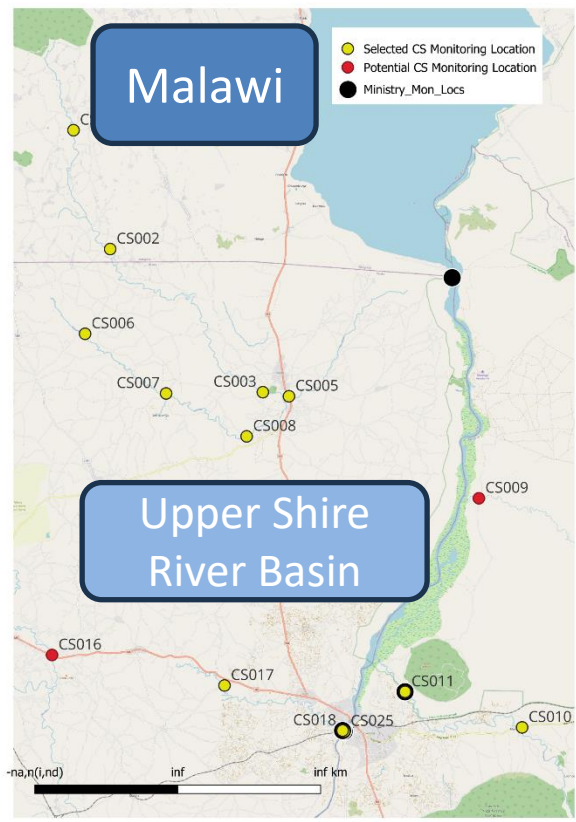 Malawi
Selected CS Monitoring Location
Potential CS Monitoring Location
Ministry_Mon_Locs
CS002
CS006
CS007
CS003
CS005
CS008
CS009
Upper Shire
River Basin
CS016
CS017
CS011
CS018
CS025
CS010
-na,n(i,nd)
inf
inf km